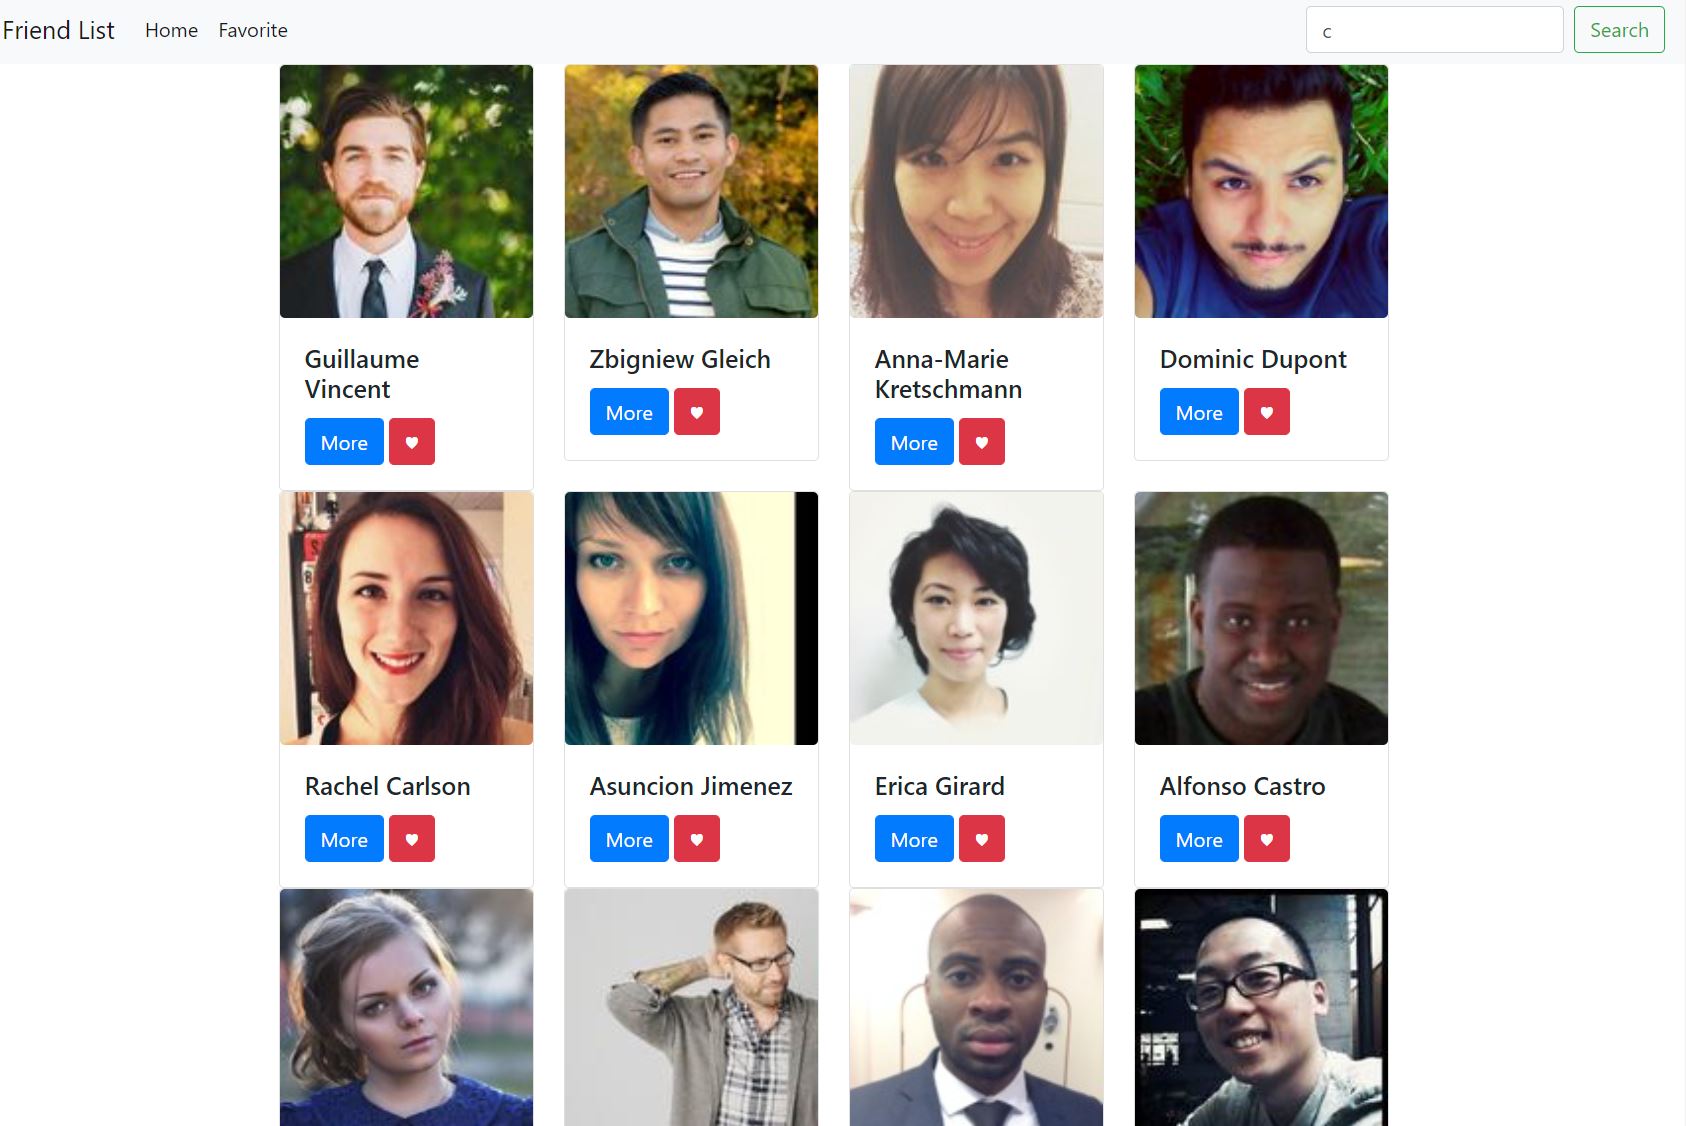 Friend List Home Favorite c Search
Guillaume
Vincent
More
Zbigniew Gleich
More
Anna-Marie
Kretschmann
More
Dominic Dupont
More
Rachel Carlson
More
Asuncion Jimenez
More
Erica Girard
More
Alfonso Castro
More